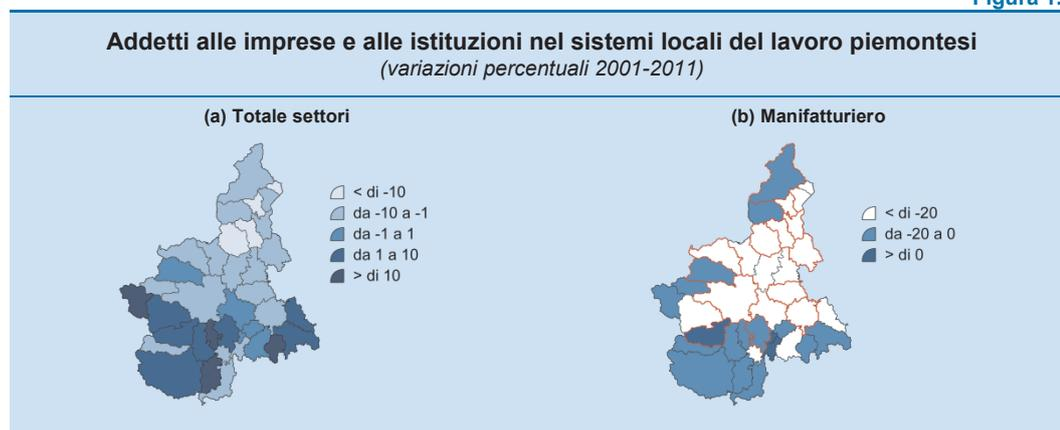 Figura 1.
Addetti alle imprese e alle istituzioni nel sistemi locali del lavoro piemontesi
(variazioni percentuali 2001-2011)
(a) Totale settori
< di -10
da -10 a -1
da -1 a 1
da 1 a 10
> di 10
(b) Manifatturiero
< di -20
da -20 a 0
> di 0